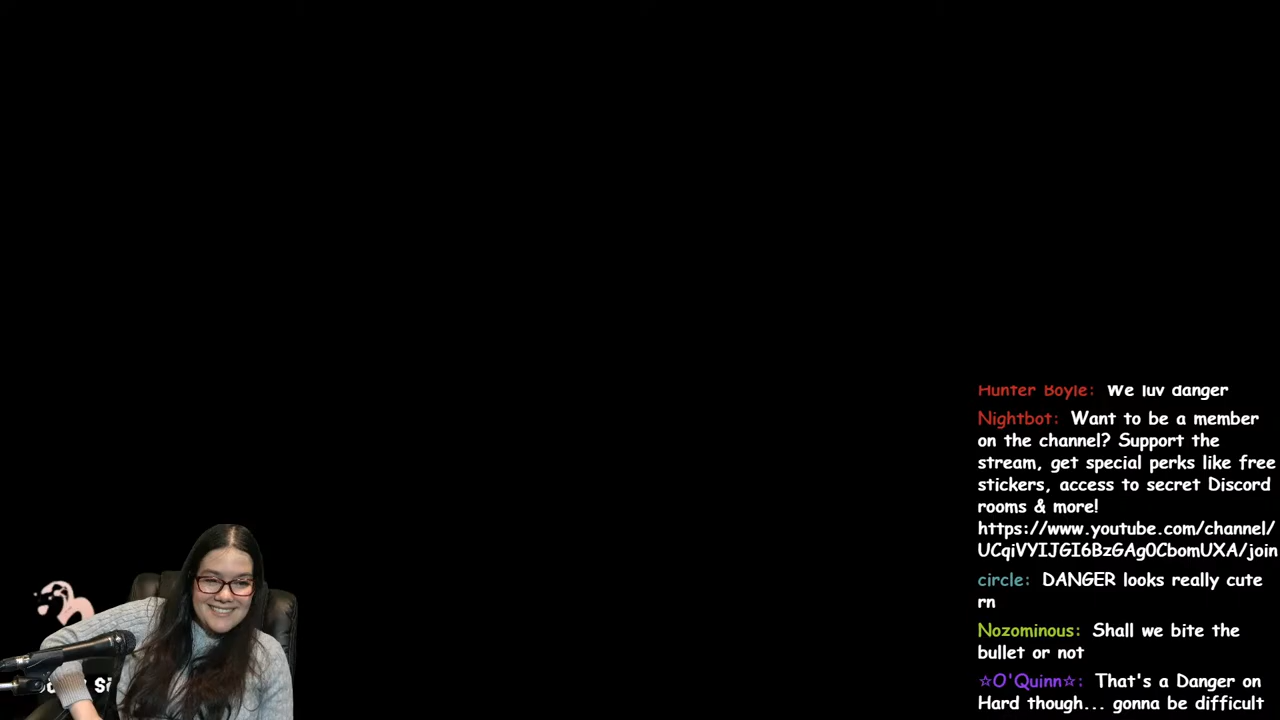 Hunter Boyle: We luv danger
Nightbot: Want to be a member
on the channel? Support the
stream, get special perks like free
stickers, access to secret Discord
rooms & more!
https://www.youtube.com/channel/
UCqiVYIJGI6BzGAg0CbomUXA/join
circle: DANGER looks really cute
rn
Nozominous: Shall we bite the
bullet or not
☆O'Quinn☆: That's a Danger on
Hard though... gonna be difficult